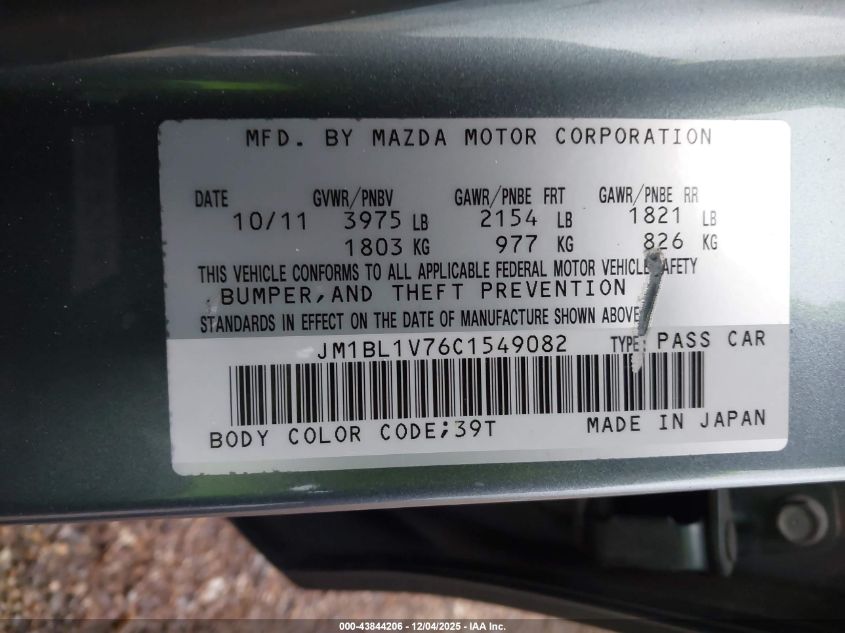 MFD. BY MAZDA MOTOR CORPORATION
DATE GVWR/PNBV GAWR/PNBE FRT GAWR/PNBE RR
10/11 3975 LB 2154 LB 1821 LB
1803 KG 977 KG 826 KG
THIS VEHICLE CONFORMS TO ALL APPLICABLE FEDERAL MOTOR VEHICLE SAFETY
BUMPER,AND THEFT PREVENTION
STANDARDS IN EFFECT ON THE DATE OF MANUFACTURE SHOWN ABOVE
JM1BL1V76C1549082 TYPE: PASS CAR
BODY COLOR CODE;39T MADE IN JAPAN
000-43844206 - 12/04/2025 - IAA Inc.